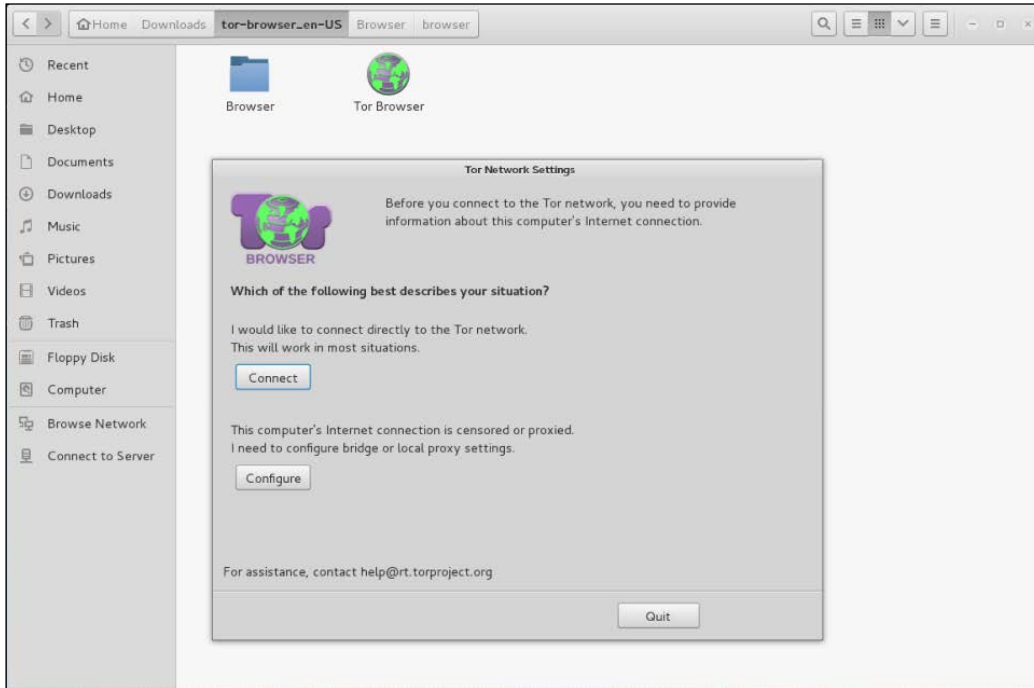 Home Downloads tor-browser_en-US Browser browser
Recent
Home
Desktop
Documents
Downloads
Music
Pictures
Videos
Trash
Floppy Disk
Computer
Browse Network
Connect to Server
Browser
Tor Browser
Tor Network Settings
Tor
BROWSER
Before you connect to the Tor network, you need to provide
information about this computer's Internet connection.
Which of the following best describes your situation?
I would like to connect directly to the Tor network.
This will work in most situations.
Connect
This computer's Internet connection is censored or proxied.
I need to configure bridge or local proxy settings.
Configure
For assistance, contact help@rt.torproject.org
Quit